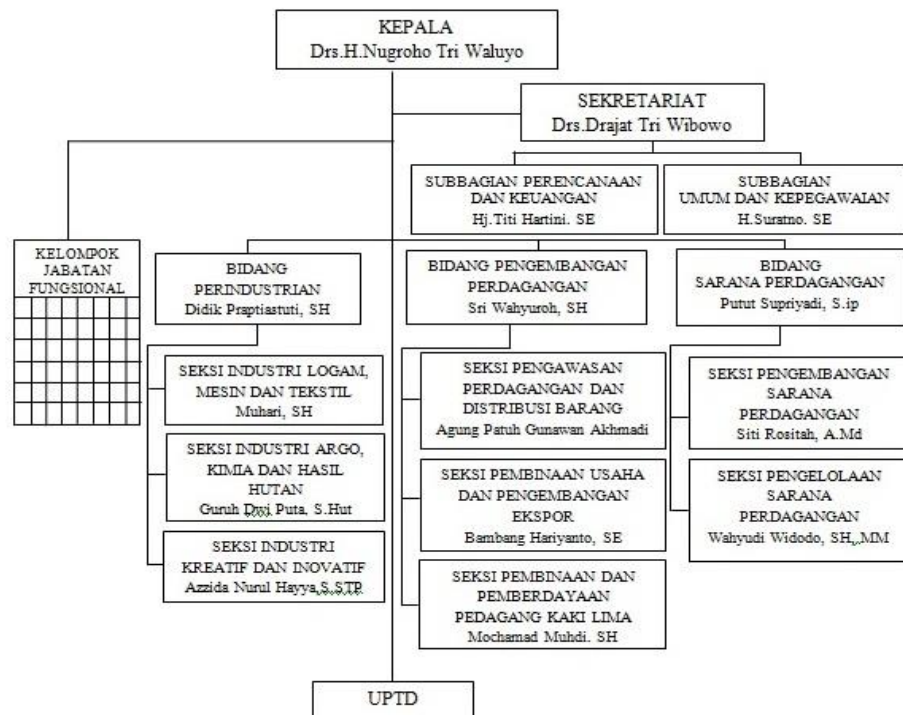 KEPALA
Drs.H.Nugroho Tri Waluyo
SEKRETARIAT
Drs.Drajat Tri Wibowo
SUBBAGIAN PERENCANAAN
DAN KEUANGAN
Hj.Titi Hartini. SE
SUBBAGIAN
UMUM DAN KEPEGAWAIAN
H.Suratno. SE
KELOMPOK
JABATAN
FUNGSIONAL
BIDANG
PERINDUSTRIAN
Didik Praptiastuti, SH
BIDANG PENGEMBANGAN
PERDAGANGAN
Sri Wahyuroh, SH
BIDANG
SARANA PERDAGANGAN
Putut Supriyadi, S.ip
SEKSI INDUSTRI LOGAM,
MESIN DAN TEKSTIL
Muhari, SH
SEKSI INDUSTRI ARGO,
KIMIA DAN HASIL
HUTAN
Guruh Dwi Puta, S.Hut
SEKSI INDUSTRI
KREATIF DAN INOVATIF
Azzida Nurul Hayya,S.STP
SEKSI PENGAWASAN
PERDAGANGAN DAN
DISTRIBUSI BARANG
Agung Patuh Gunawan Akhmadi
SEKSI PEMBINAAN USAHA
DAN PENGEMBANGAN
EKSPOR
Bambang Hariyanto, SE
SEKSI PEMBINAAN DAN
PEMBERDAYAAN
PEDAGANG KAKI LIMA
Mochamad Muhdi. SH
SEKSI PENGEMBANGAN
SARANA
PERDAGANGAN
Siti Rositah, A.Md
SEKSI PENGELOLAAN
SARANA
PERDAGANGAN
Wahyudi Widodo, SH,.MM
UPTD